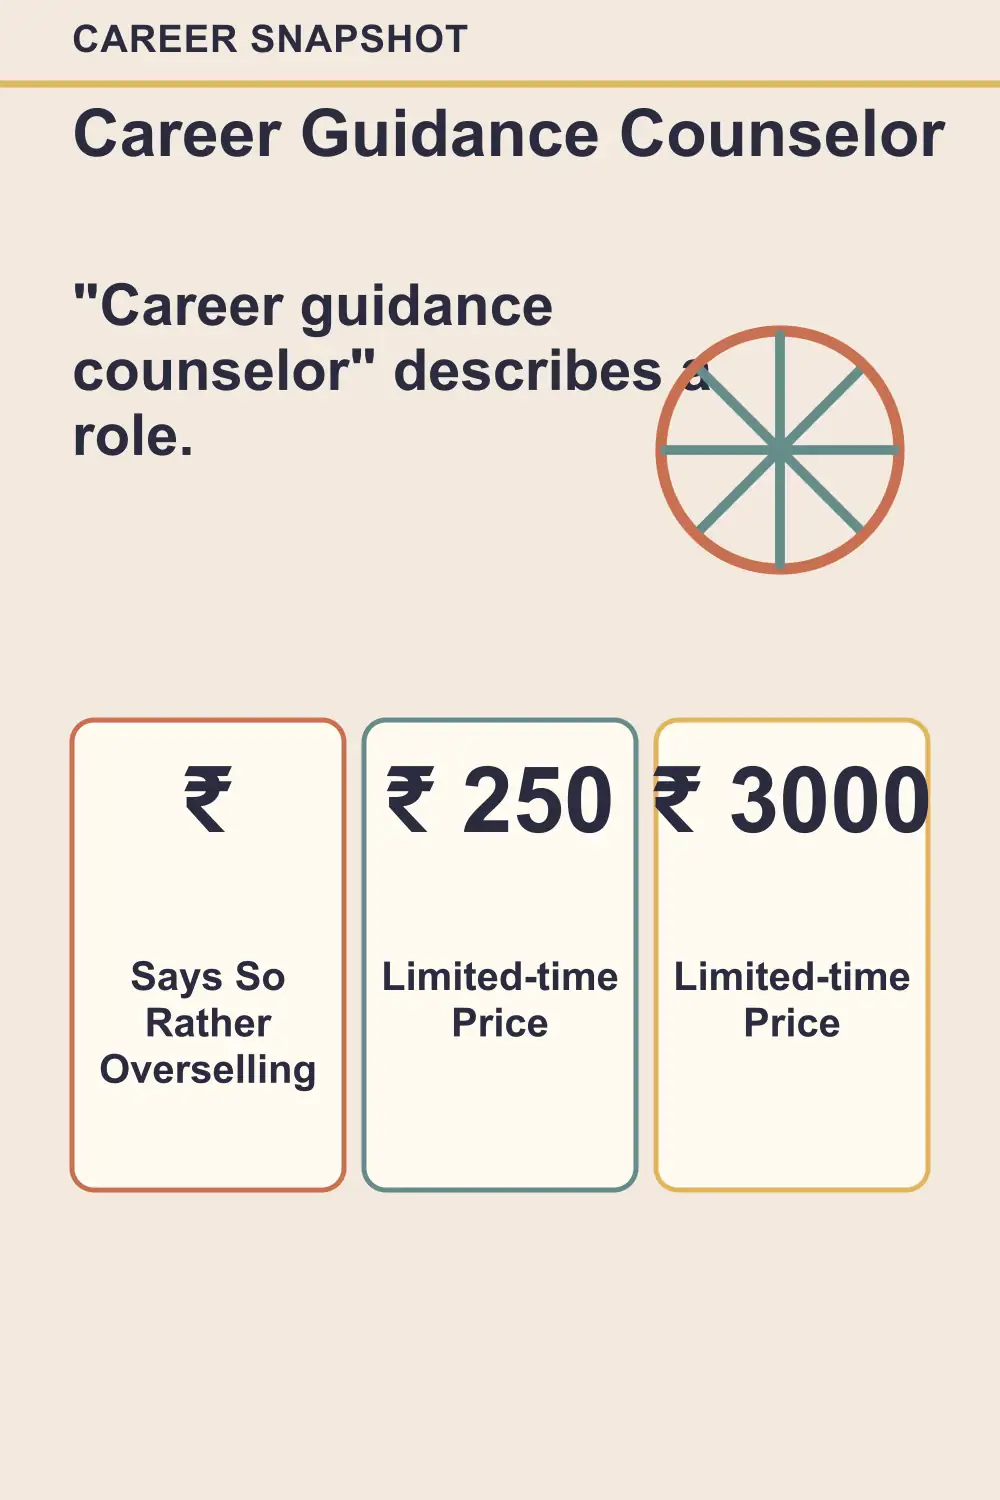 CAREER SNAPSHOT
Career Guidance Counselor
"Career guidance
counselor" describes a
role.
₹
Says So
Rather
Overselling
₹ 250
Limited-time
Price
₹ 3000
Limited-time
Price